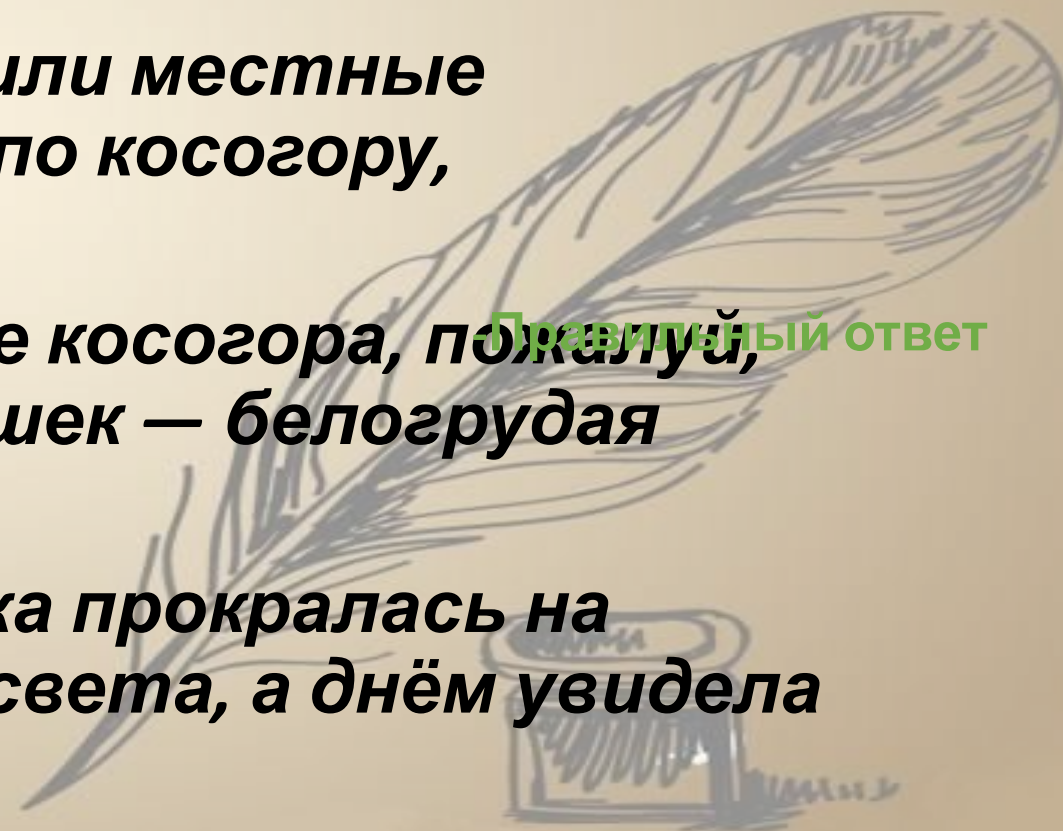 или местные
по косогору,
е косогора, пожалуй,
-Правильный ответ
шек — белогрудая
ка прокралась на
света, а днём увидела